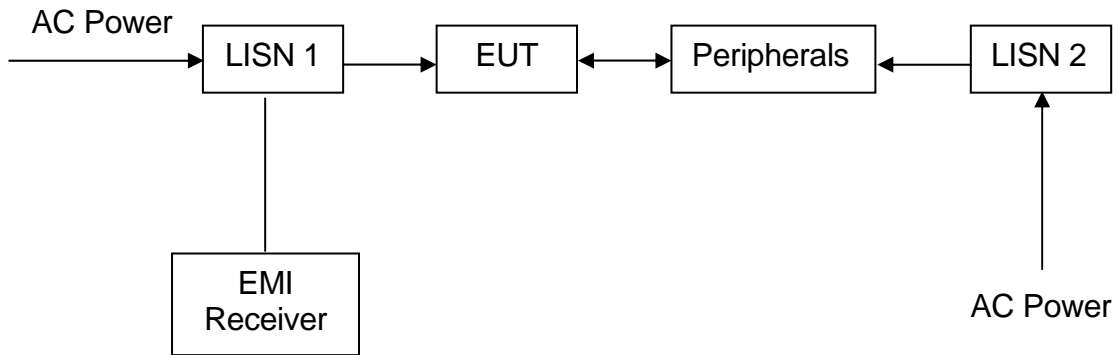 AC Power
LISN 1
EUT
Peripherals
LISN 2
EMI
Receiver
AC Power